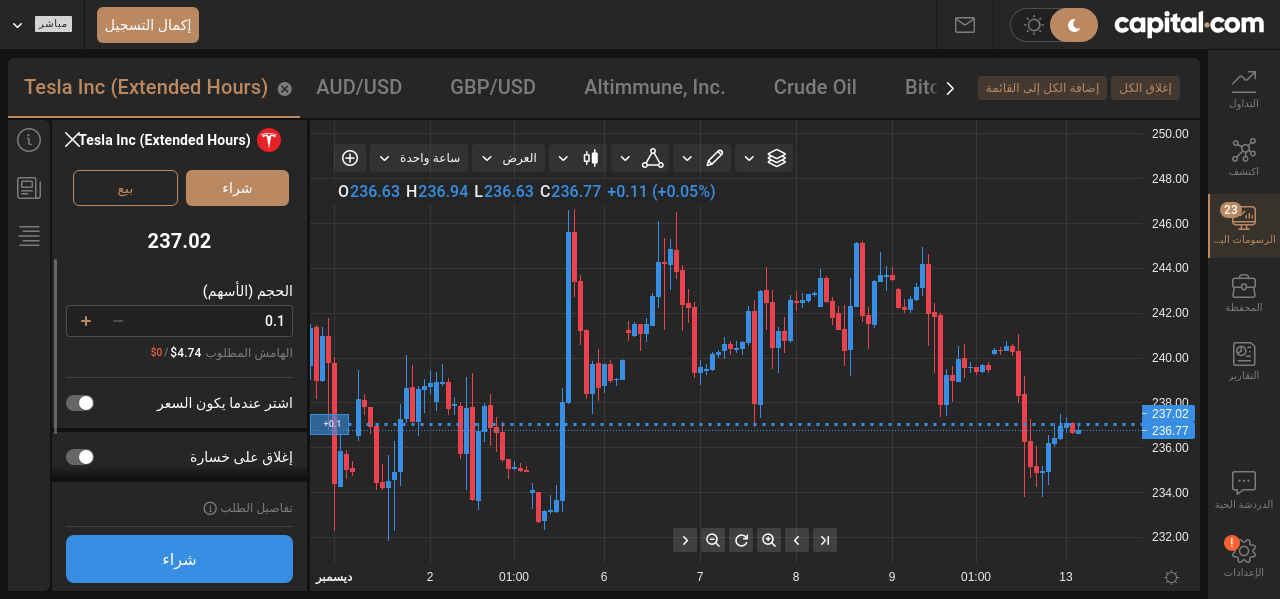 إكمال التسجيل
مباشر
capital.com
Tesla Inc (Extended Hours)
AUD/USD
GBP/USD
Altimmune, Inc.
Crude Oil
Bitc
إضافة الكل إلى القائمة
إغلاق الكل
Tesla Inc (Extended Hours)
شراء
بيع
237.02
الحجم (الأسهم)
0.1
الهامش المطلوب $4.74 / $0
اشتر عندما يكون السعر
إغلاق على خسارة
تفاصيل الطلب
شراء
ساعة واحدة
العرض
O236.63 H236.94 L236.63 C236.77 +0.11 (+0.05%)
+0.1
250.00
248.00
246.00
244.00
242.00
240.00
238.00
237.02
236.77
236.00
234.00
232.00
ديسمبر
2
01:00
6
7
8
9
01:00
13
التداول
اكتشف
23
الرسومات الب...
المحفظة
التقارير
الدردشة الحية
!
الإعدادات